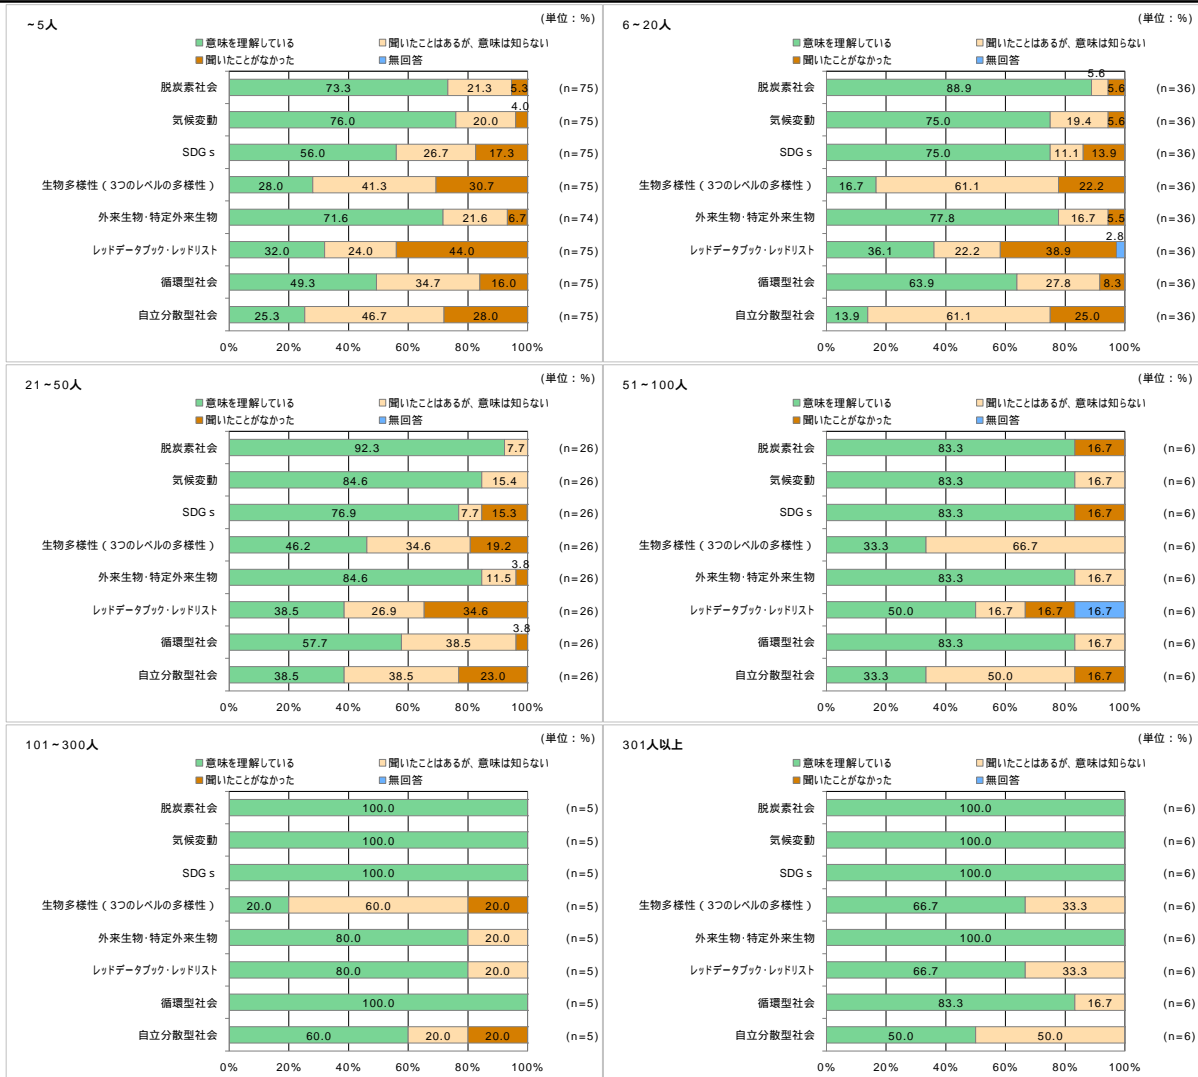 ~5人
(単位：%)
意味を理解している 聞いたことはあるが、意味は知らない
聞いたことがなかった 無回答
脱炭素社会 73.3 21.3 5.3 (n=75)
4.0
気候変動 76.0 20.0 (n=75)
SDGs 56.0 26.7 17.3 (n=75)
生物多様性（3つのレベルの多様性） 28.0 41.3 30.7 (n=75)
外来生物・特定外来生物 71.6 21.6 6.7 (n=74)
レッドデータブック・レッドリスト 32.0 24.0 44.0 (n=75)
循環型社会 49.3 34.7 16.0 (n=75)
自立分散型社会 25.3 46.7 28.0 (n=75)
0% 20% 40% 60% 80% 100%
6~20人
(単位：%)
意味を理解している 聞いたことはあるが、意味は知らない
聞いたことがなかった 無回答
5.6
脱炭素社会 88.9 5.6 (n=36)
気候変動 75.0 19.4 5.6 (n=36)
SDGs 75.0 11.1 13.9 (n=36)
生物多様性（3つのレベルの多様性） 16.7 61.1 22.2 (n=36)
外来生物・特定外来生物 77.8 16.7 5.5 (n=36)
2.8
レッドデータブック・レッドリスト 36.1 22.2 38.9 (n=36)
循環型社会 63.9 27.8 8.3 (n=36)
自立分散型社会 13.9 61.1 25.0 (n=36)
0% 20% 40% 60% 80% 100%
21~50人
(単位：%)
意味を理解している 聞いたことはあるが、意味は知らない
聞いたことがなかった 無回答
脱炭素社会 92.3 7.7 (n=26)
気候変動 84.6 15.4 (n=26)
SDGs 76.9 7.7 15.3 (n=26)
生物多様性（3つのレベルの多様性） 46.2 34.6 19.2 (n=26)
3.8
外来生物・特定外来生物 84.6 11.5 (n=26)
レッドデータブック・レッドリスト 38.5 26.9 34.6 (n=26)
3.8
循環型社会 57.7 38.5 (n=26)
自立分散型社会 38.5 38.5 23.0 (n=26)
0% 20% 40% 60% 80% 100%
51~100人
(単位：%)
意味を理解している 聞いたことはあるが、意味は知らない
聞いたことがなかった 無回答
脱炭素社会 83.3 16.7 (n=6)
気候変動 83.3 16.7 (n=6)
SDGs 83.3 16.7 (n=6)
生物多様性（3つのレベルの多様性） 33.3 66.7 (n=6)
外来生物・特定外来生物 83.3 16.7 (n=6)
レッドデータブック・レッドリスト 50.0 16.7 16.7 16.7 (n=6)
循環型社会 83.3 16.7 (n=6)
自立分散型社会 33.3 50.0 16.7 (n=6)
0% 20% 40% 60% 80% 100%
101~300人
(単位：%)
意味を理解している 聞いたことはあるが、意味は知らない
聞いたことがなかった 無回答
脱炭素社会 100.0 (n=5)
気候変動 100.0 (n=5)
SDGs 100.0 (n=5)
生物多様性（3つのレベルの多様性） 20.0 60.0 20.0 (n=5)
外来生物・特定外来生物 80.0 20.0 (n=5)
レッドデータブック・レッドリスト 80.0 20.0 (n=5)
循環型社会 100.0 (n=5)
自立分散型社会 60.0 20.0 20.0 (n=5)
0% 20% 40% 60% 80% 100%
301人以上
(単位：%)
意味を理解している 聞いたことはあるが、意味は知らない
聞いたことがなかった 無回答
脱炭素社会 100.0 (n=6)
気候変動 100.0 (n=6)
SDGs 100.0 (n=6)
生物多様性（3つのレベルの多様性） 66.7 33.3 (n=6)
外来生物・特定外来生物 100.0 (n=6)
レッドデータブック・レッドリスト 66.7 33.3 (n=6)
循環型社会 83.3 16.7 (n=6)
自立分散型社会 50.0 50.0 (n=6)
0% 20% 40% 60% 80% 100%